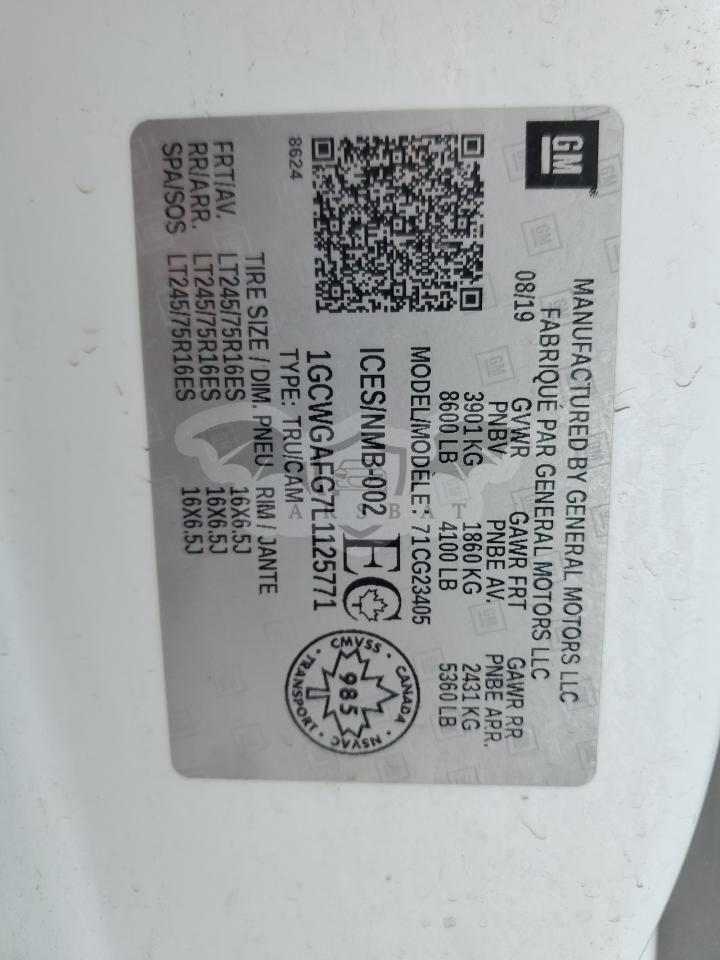 GM
MANUFACTURED BY GENERAL MOTORS LLC
FABRIQUÉ PAR GENERAL MOTORS LLC
08/19
GVWR GAWR FRT GAWR RR
PNBV PNBE AV. PNBE ARR.
3901 KG 1860 KG 2431 KG
8600 LB 4100 LB 5360 LB
MODEL/MODÈLE: 71CG23405
ICES/NMB-002 EC
1GCWGAFG7L1125771
TYPE: TRU/CAM
8624
CANADA • CMVSS • TRANSPORT • NSVAC
985
TIRE SIZE / DIM. PNEU RIM / JANTE
FRT/AV. LT245/75R16ES 16X6.5J
RR/ARR. LT245/75R16ES 16X6.5J
SPA/SOS LT245/75R16ES 16X6.5J
ARSBAT